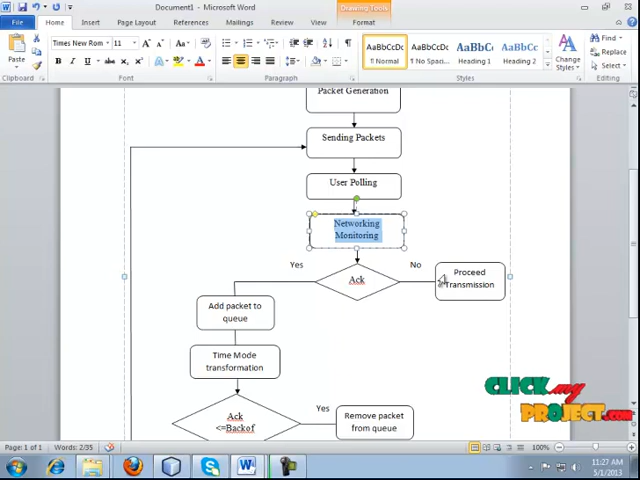 Document1 - Microsoft Word
Drawing Tools
File
Home
Insert
Page Layout
References
Mailings
Review
View
Format
Paste
Times New Rom
11
Clipboard
Font
Paragraph
AaBbCcDc
¶ Normal
AaBbCcDc
¶ No Spaci...
AaBbCc
Heading 1
AaBbCc
Heading 2
Styles
Change
Styles
Find
Replace
Select
Editing
Packet Generation
Sending Packets
User Polling
Networking
Monitoring
Yes
Ack
No
Proceed
Transmission
Add packet to
queue
Time Mode
transformation
Ack
<=Backof
Yes
Remove packet
from queue
CLICK my
PROJECT.com
Page: 1 of 1
Words: 2/35
100%
11:27 AM
5/1/2013